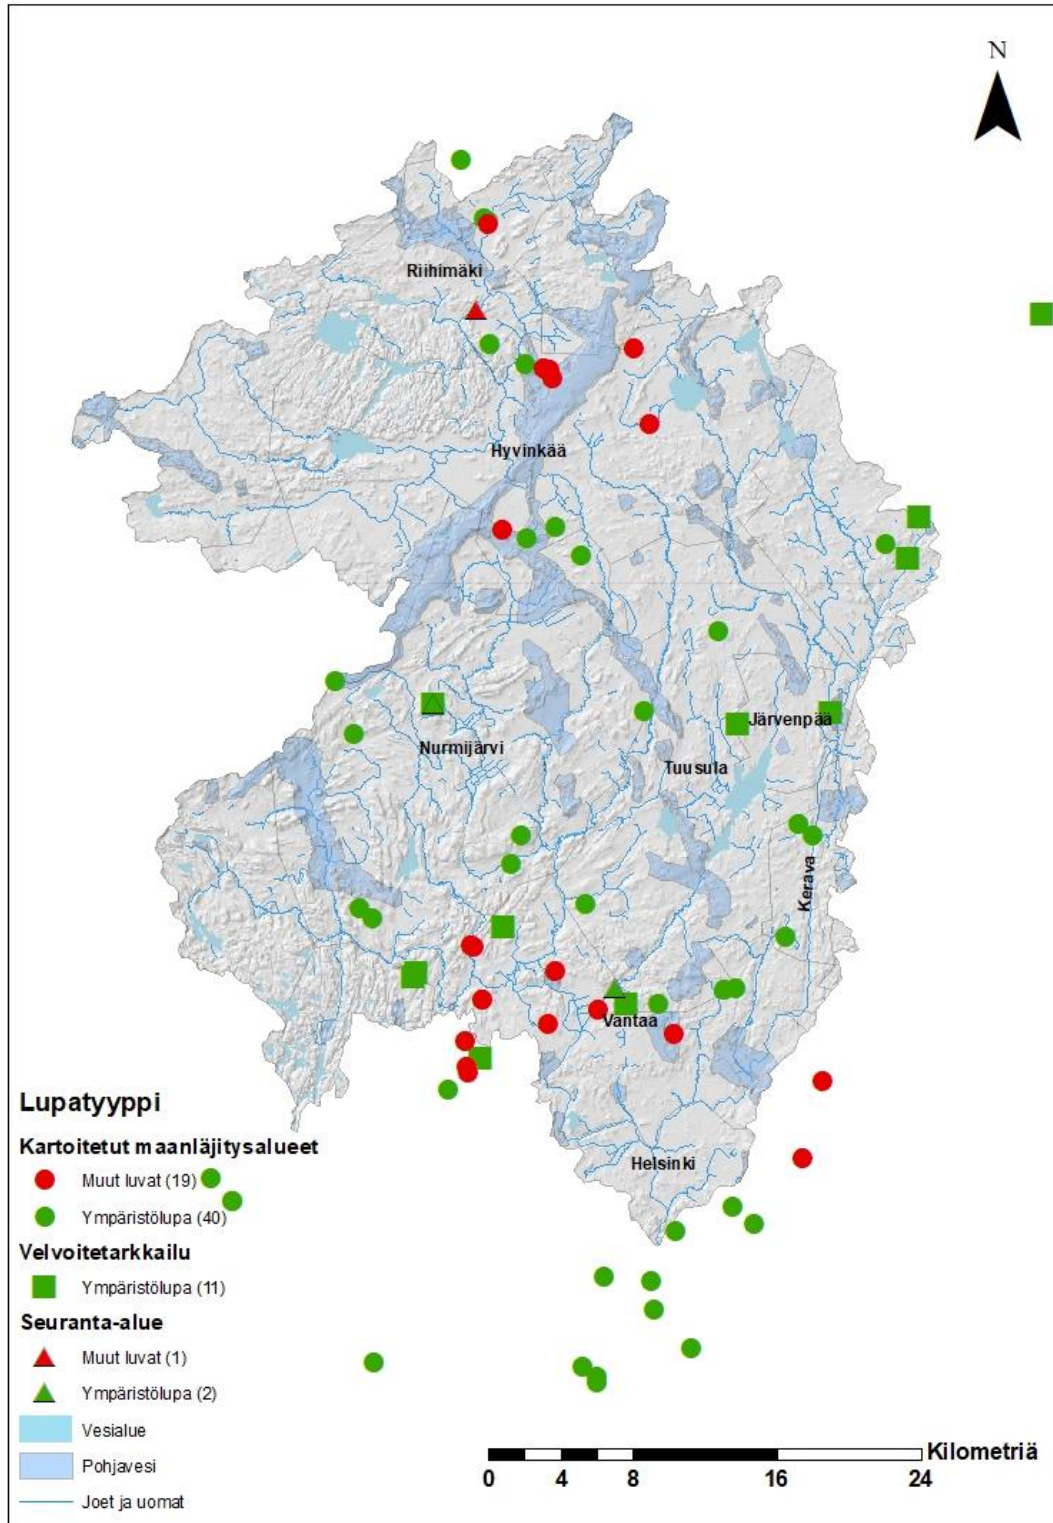 N
Riihimäki
Hyvinkää
Järvenpää
Nurmijärvi
Tuusula
Kerava
Vantaa
Helsinki
Lupatyyppi
Kartoitetut maanläjitysalueet
Muut luvat (19)
Ympäristölupa (40)
Velvoitetarkkailu
Ympäristölupa (11)
Seuranta-alue
Muut luvat (1)
Ympäristölupa (2)
Vesialue
Pohjavesi
Joet ja uomat
Kilometriä
0 4 8 16 24